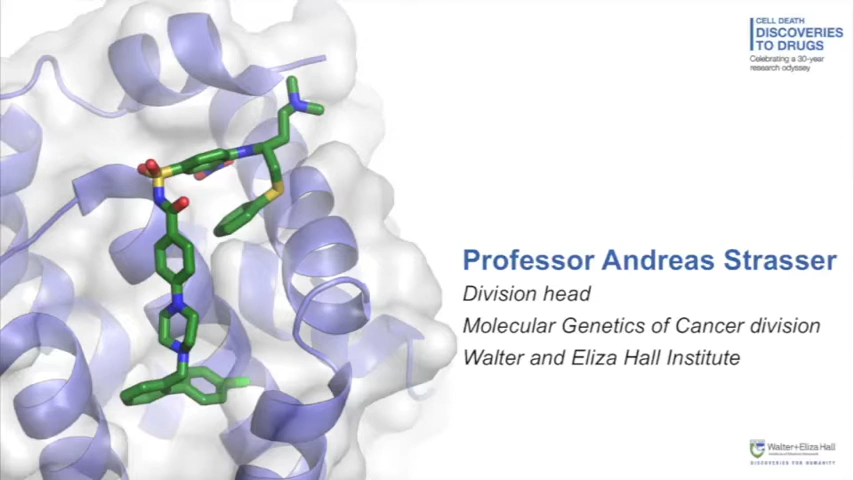 CELL DEATH
DISCOVERIES
TO DRUGS
Celebrating a 30-year
research odyssey
Professor Andreas Strasser
Division head
Molecular Genetics of Cancer division
Walter and Eliza Hall Institute
Walter+Eliza Hall
DISCOVERIES FOR HUMANITY